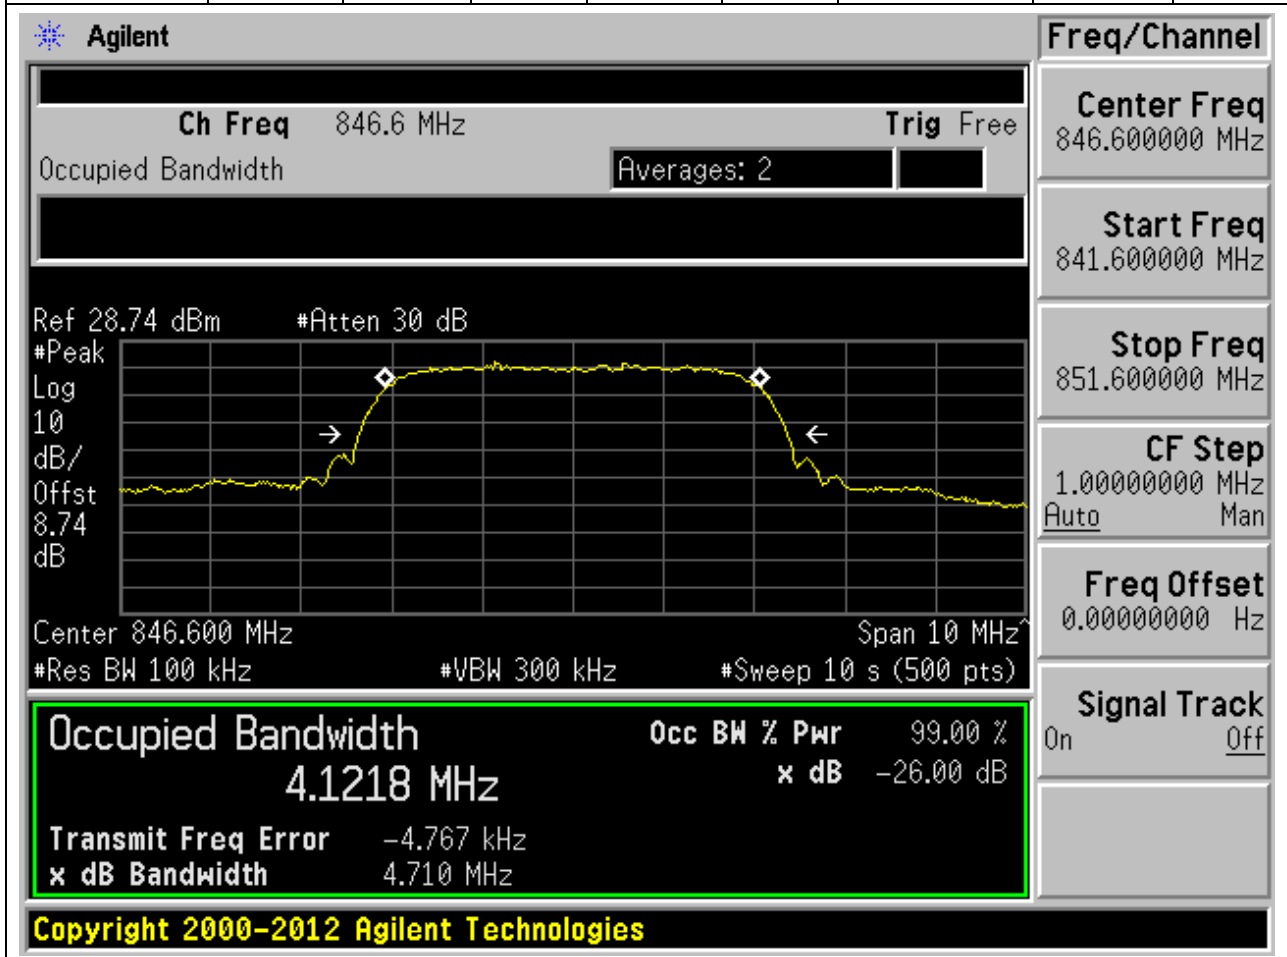 Agilent
Freq/Channel
Ch Freq 846.6 MHz Trig Free
Occupied Bandwidth Averages: 2
Center Freq
846.600000 MHz
Start Freq
841.600000 MHz
Stop Freq
851.600000 MHz
CF Step
1.00000000 MHz
Auto Man
Freq Offset
0.00000000 Hz
Signal Track
On Off
Ref 28.74 dBm #Atten 30 dB
#Peak
Log
10
dB/
Offst
8.74
dB
Center 846.600 MHz Span 10 MHz^
#Res BW 100 kHz #VBW 300 kHz #Sweep 10 s (500 pts)
Occupied Bandwidth Occ BW % Pwr 99.00 %
4.1218 MHz x dB -26.00 dB
Transmit Freq Error -4.767 kHz
x dB Bandwidth 4.710 MHz
Copyright 2000-2012 Agilent Technologies